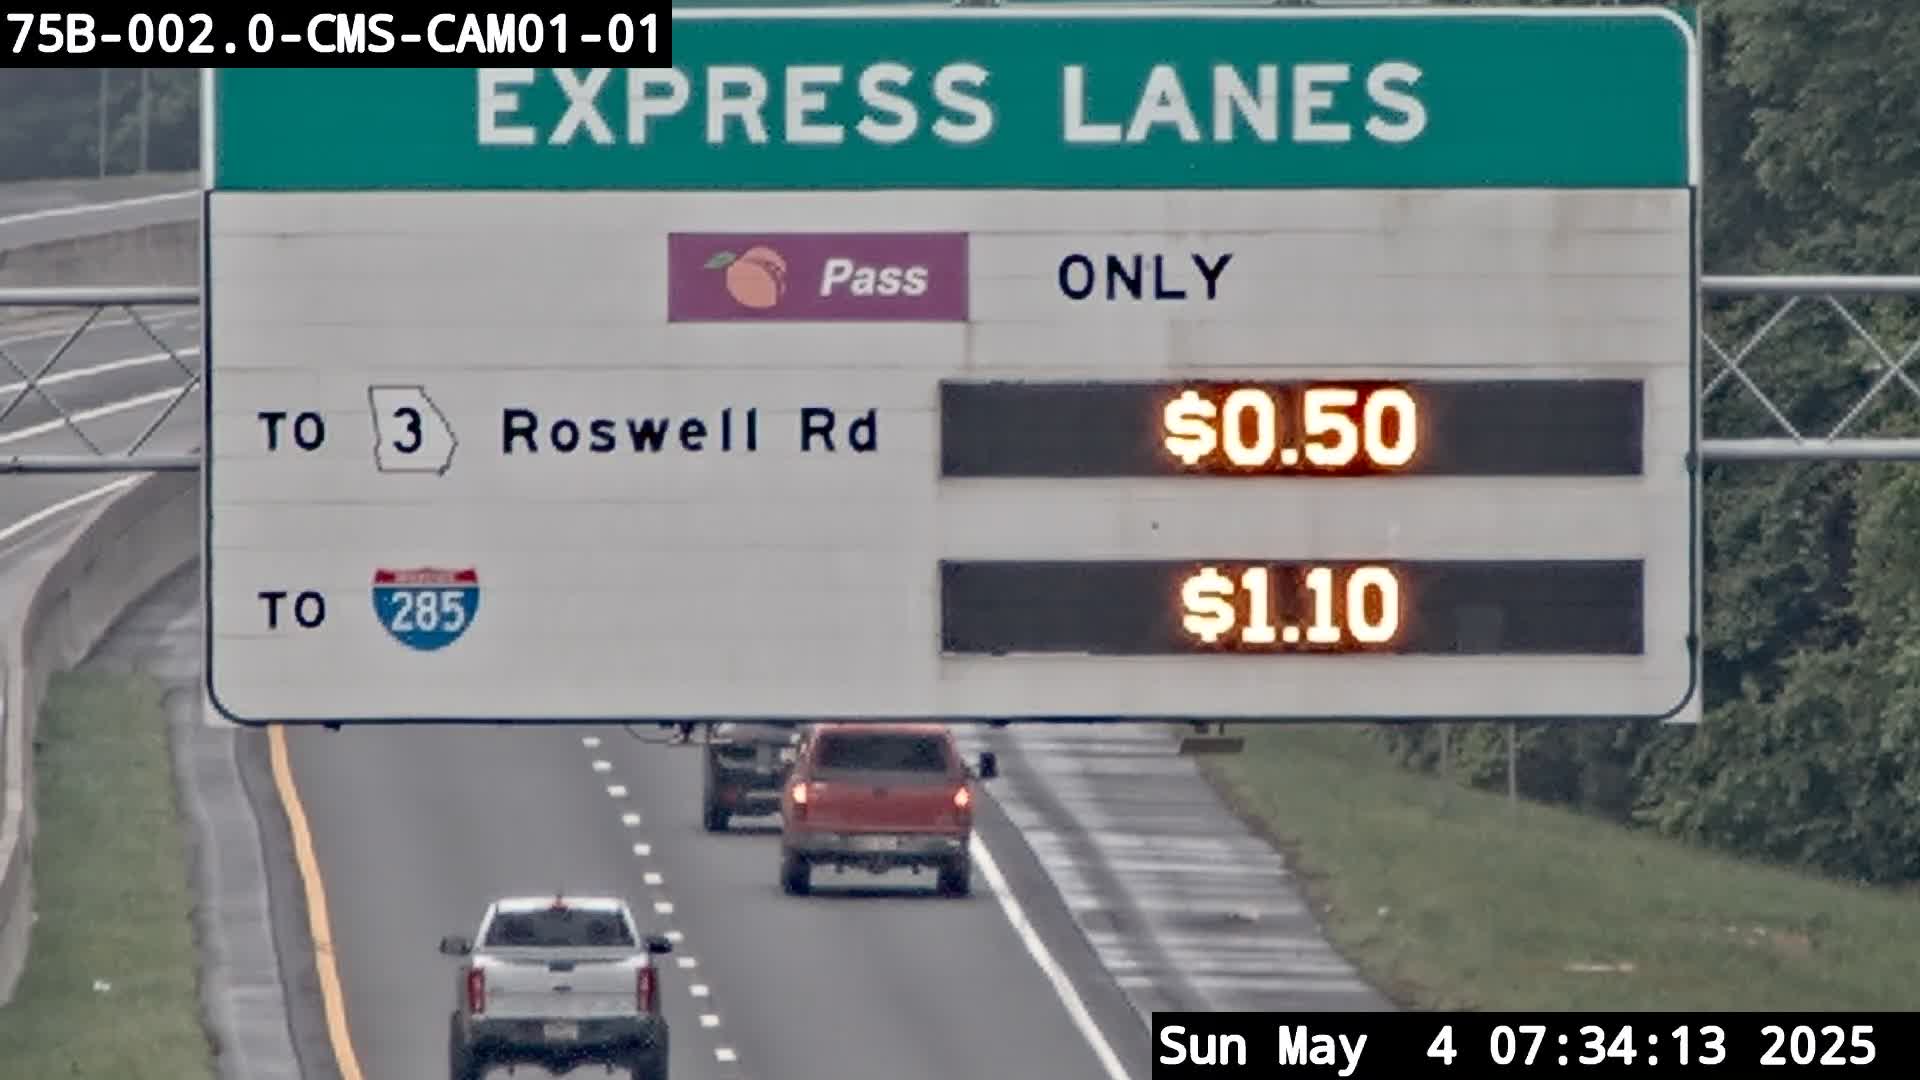 75B-002.0-CMS-CAM01-01
EXPRESS LANES
Pass ONLY
TO 3 Roswell Rd $0.50
TO 285 $1.10
Sun May 4 07:34:13 2025